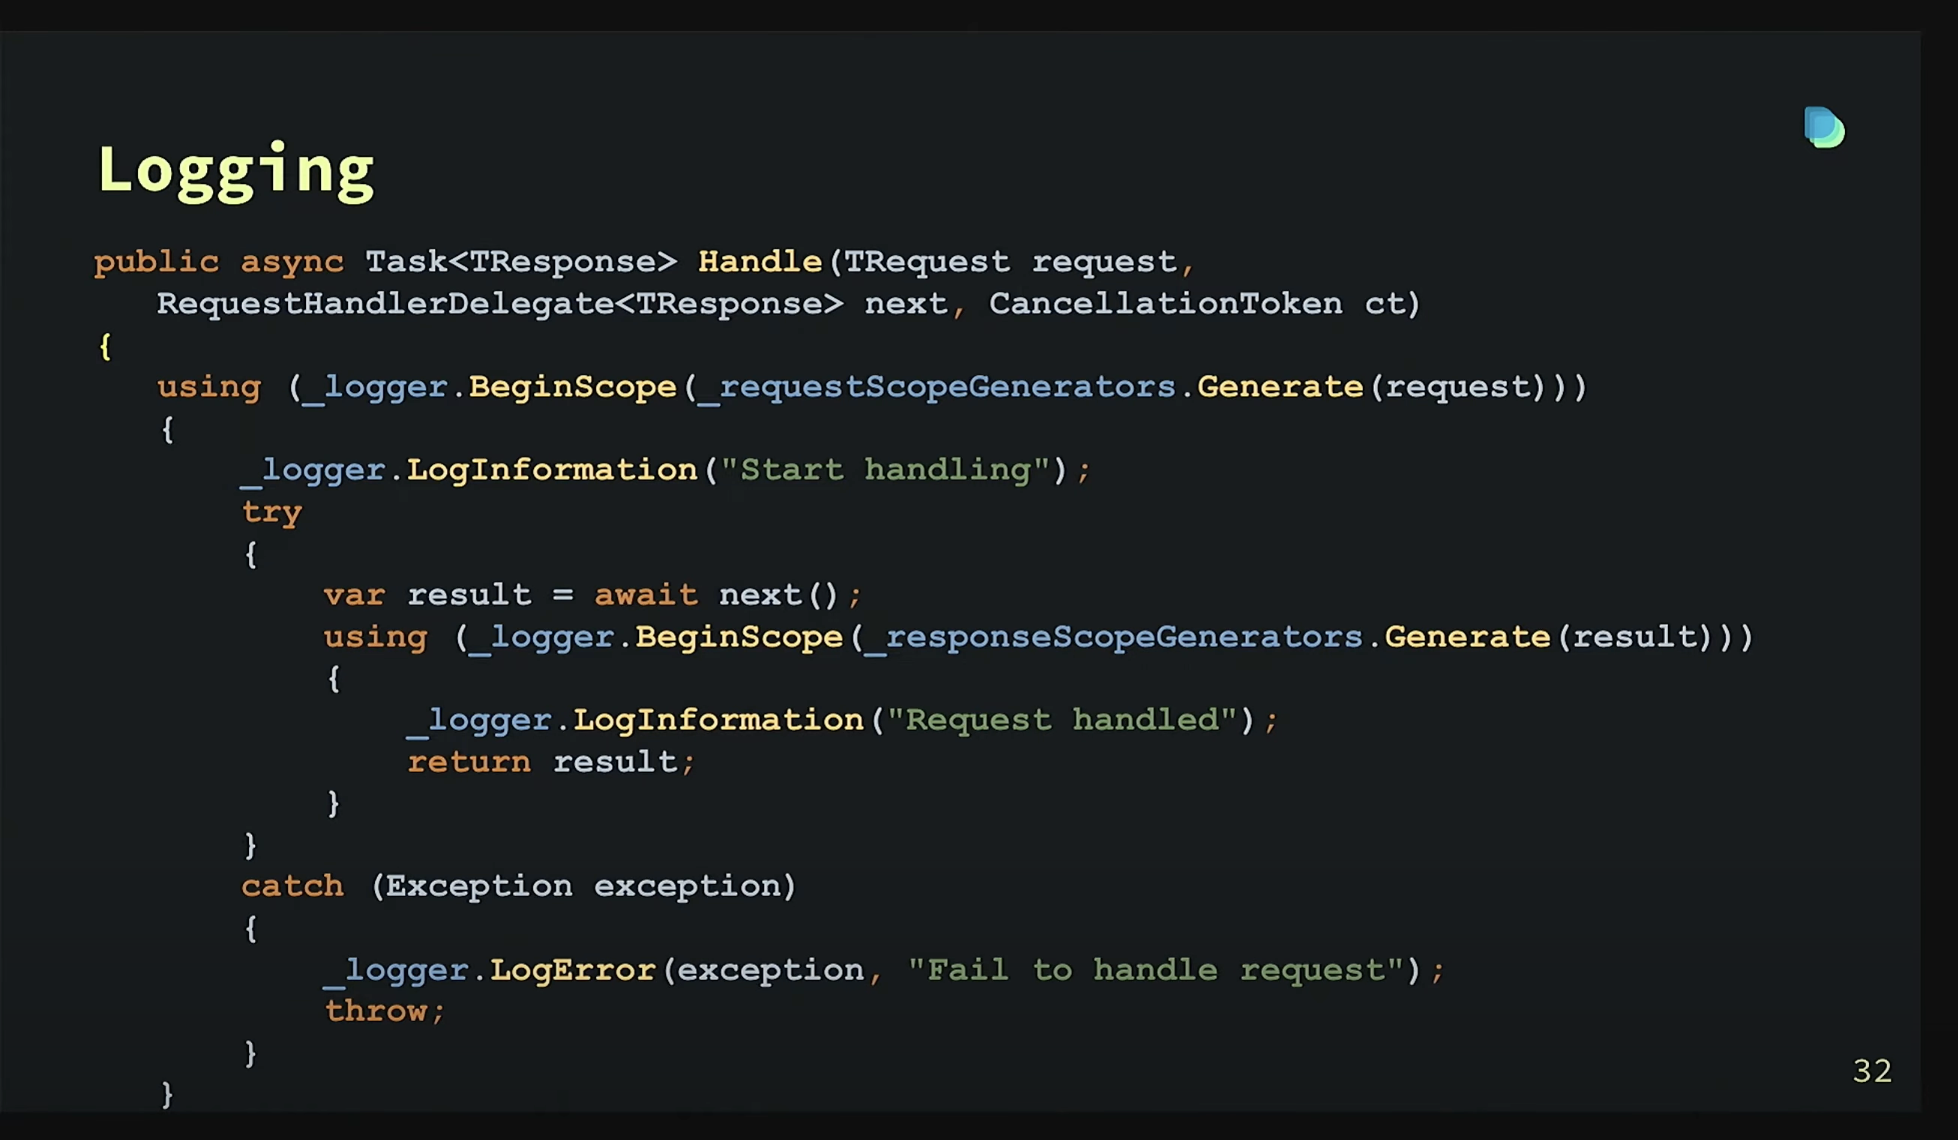 Logging
public async Task<TResponse> Handle(TRequest request,
RequestHandlerDelegate<TResponse> next, CancellationToken ct)
{
using (_logger.BeginScope(_requestScopeGenerators.Generate(request)))
{
_logger.LogInformation("Start handling");
try
{
var result = await next();
using (_logger.BeginScope(_responseScopeGenerators.Generate(result)))
{
_logger.LogInformation("Request handled");
return result;
}
}
catch (Exception exception)
{
_logger.LogError(exception, "Fail to handle request");
throw;
}
}
32